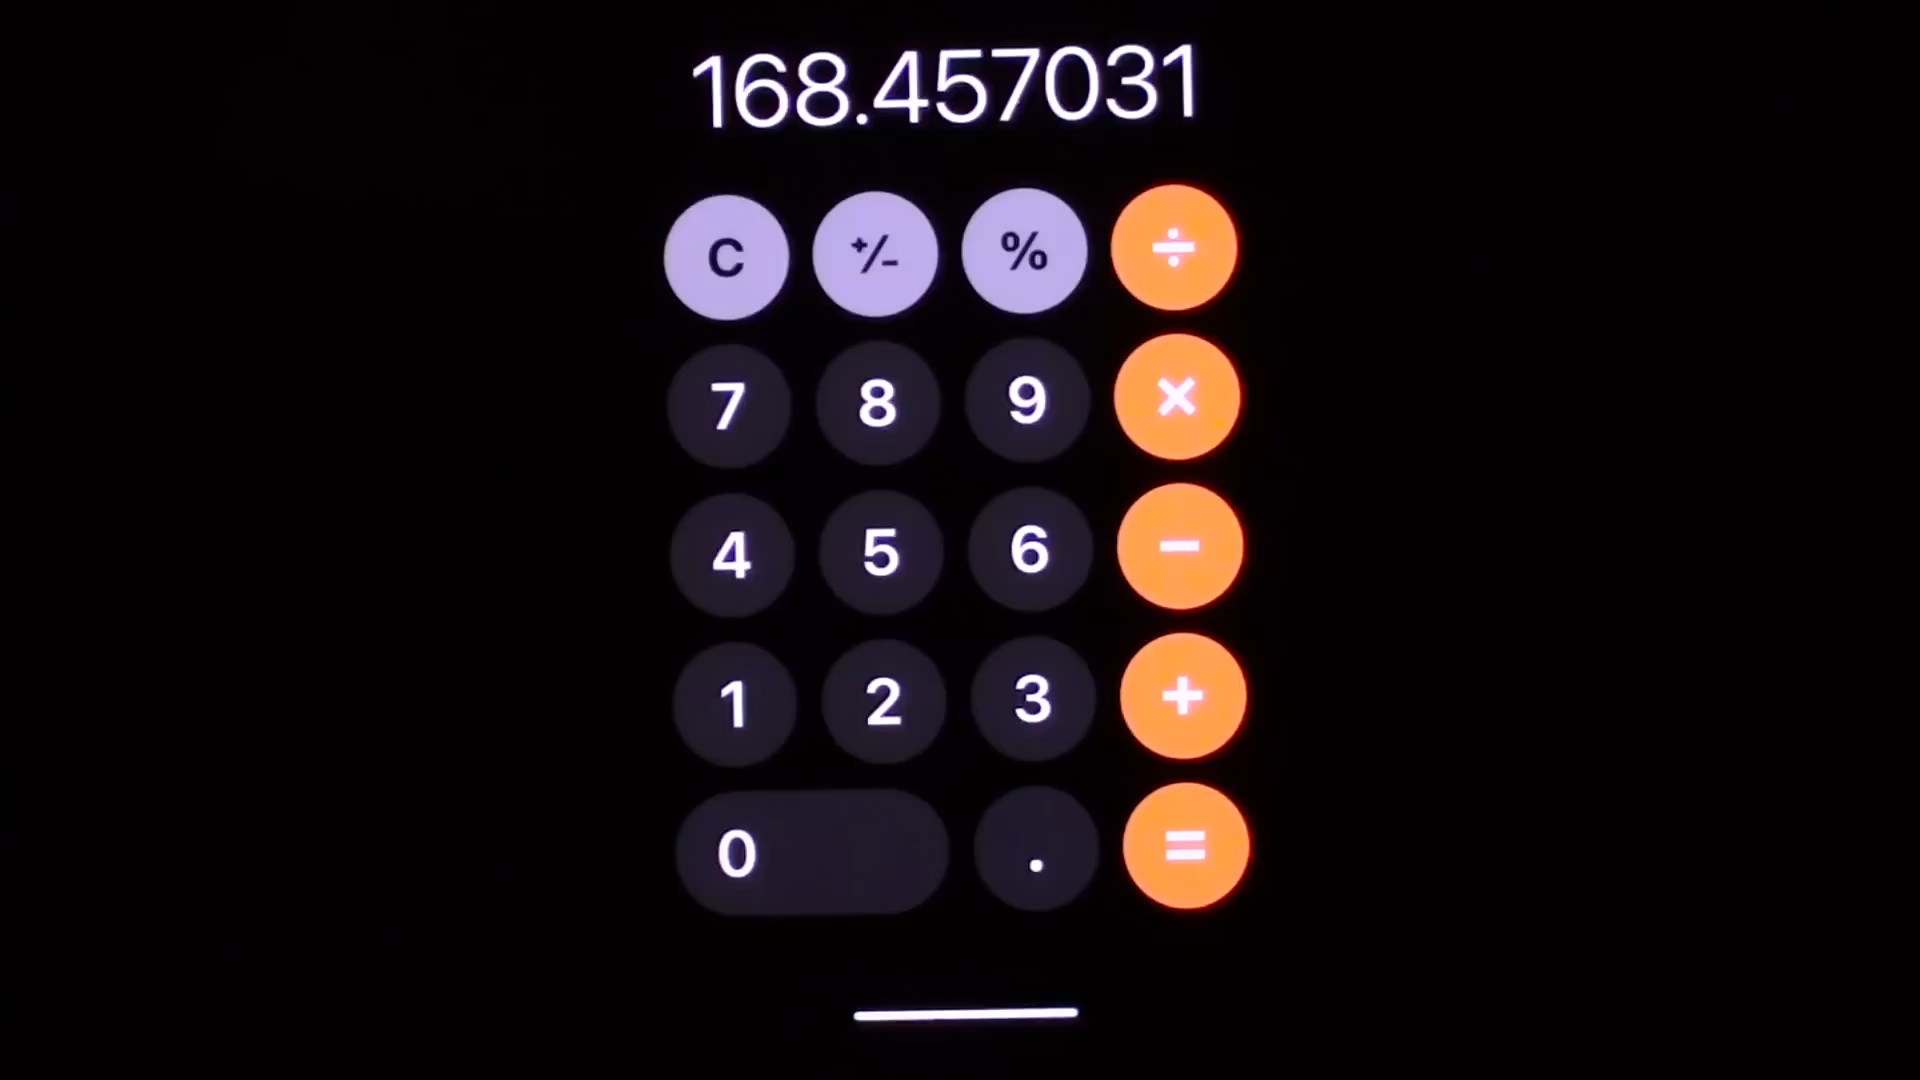 168.457031
C +/- % ÷
7 8 9 ×
4 5 6 −
1 2 3 +
0 . =